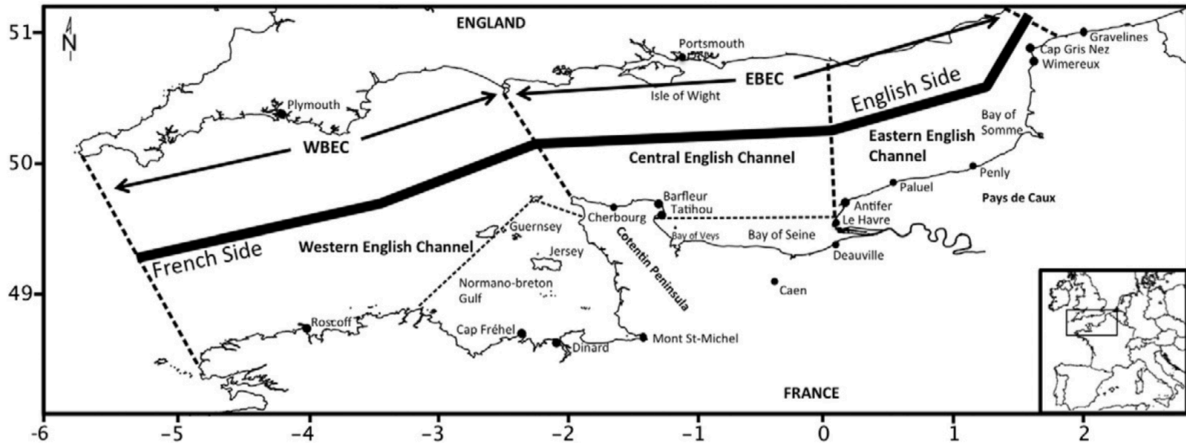 51
N
ENGLAND
Portsmouth
Gravelines
Cap Gris Nez
Wimereux
EBEC
Isle of Wight
English Side
Plymouth
Bay of
Somme
WBEC
Eastern English
Channel
50
Central English Channel
Penly
Paluel
Pays de Caux
Barfleur
Tatihou
Cherbourg
Antifer
Le Havre
Guernsey
Western English Channel
French Side
Bay of Veys
Bay of Seine
Jersey
Cotentin Peninsula
Deauville
Normano-breton
Gulf
49
Caen
Roscoff
Cap Fréhel
Dinard
Mont St-Michel
FRANCE
-6
-5
-4
-3
-2
-1
0
1
2